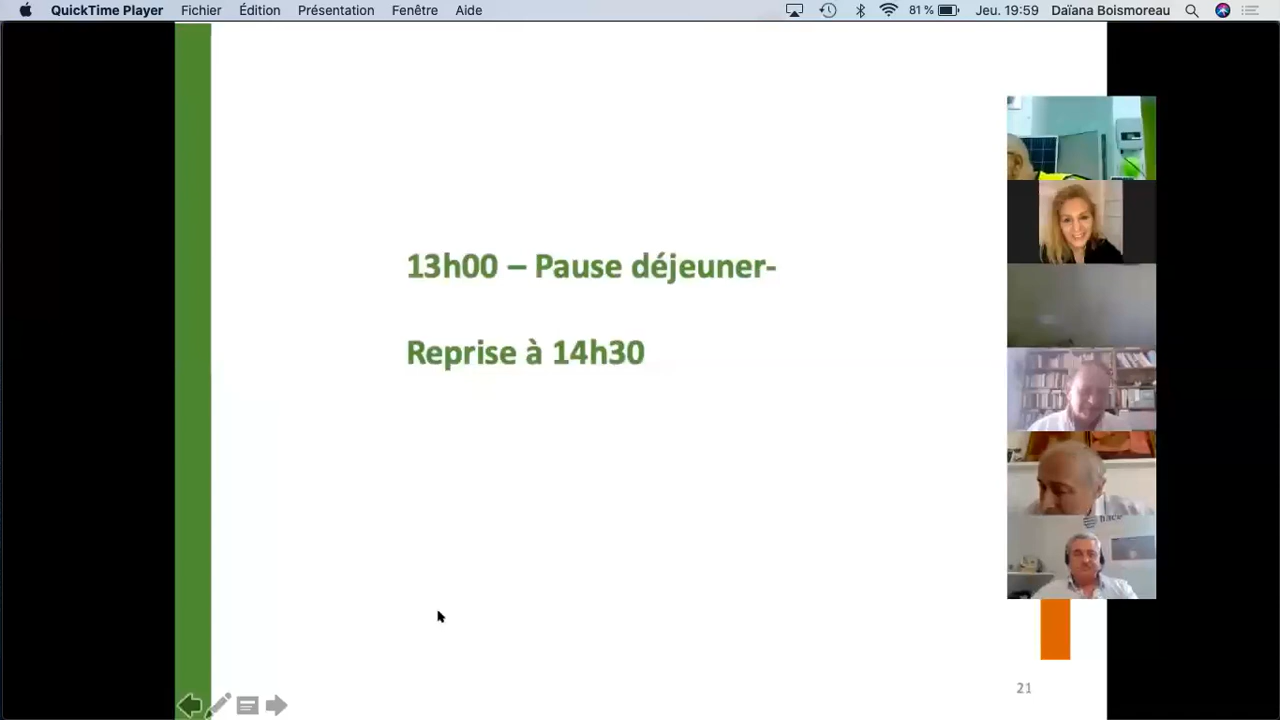 QuickTime Player Fichier Édition Présentation Fenêtre Aide 81 % Jeu. 19:59 Daïana Boismoreau
13h00 – Pause déjeuner-
Reprise à 14h30
21